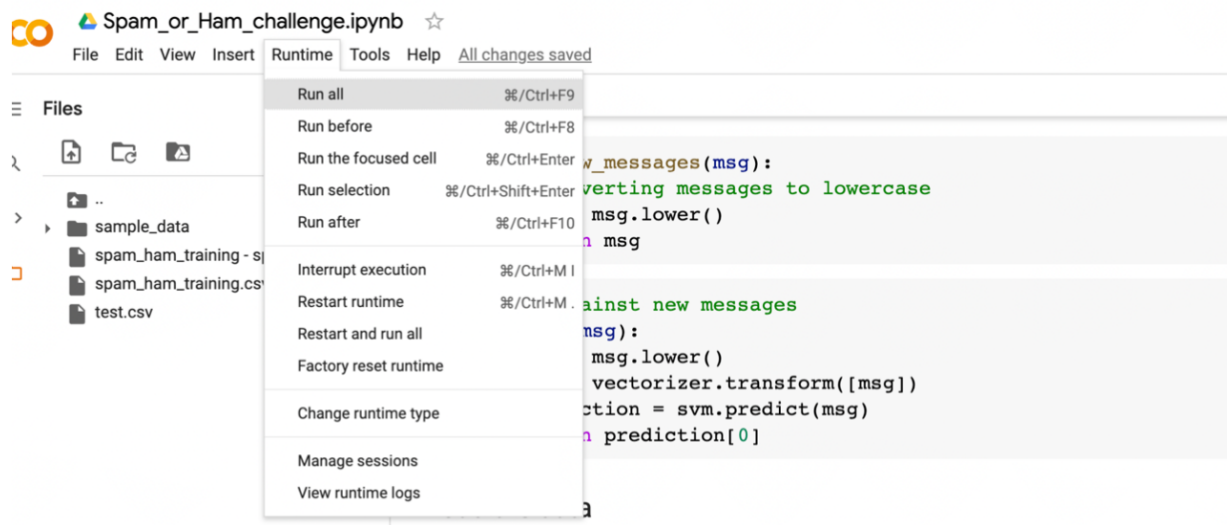 Spam_or_Ham_challenge.ipynb
File Edit View Insert Runtime Tools Help All changes saved
Files
..
sample_data
spam_ham_training - s
spam_ham_training.cs
test.csv
Run all ⌘/Ctrl+F9
Run before ⌘/Ctrl+F8
Run the focused cell ⌘/Ctrl+Enter
Run selection ⌘/Ctrl+Shift+Enter
Run after ⌘/Ctrl+F10
Interrupt execution ⌘/Ctrl+M I
Restart runtime ⌘/Ctrl+M .
Restart and run all
Factory reset runtime
Change runtime type
Manage sessions
View runtime logs
w_messages(msg):
verting messages to lowercase
msg.lower()
n msg
ainst new messages
msg):
msg.lower()
vectorizer.transform([msg])
ction = svm.predict(msg)
n prediction[0]